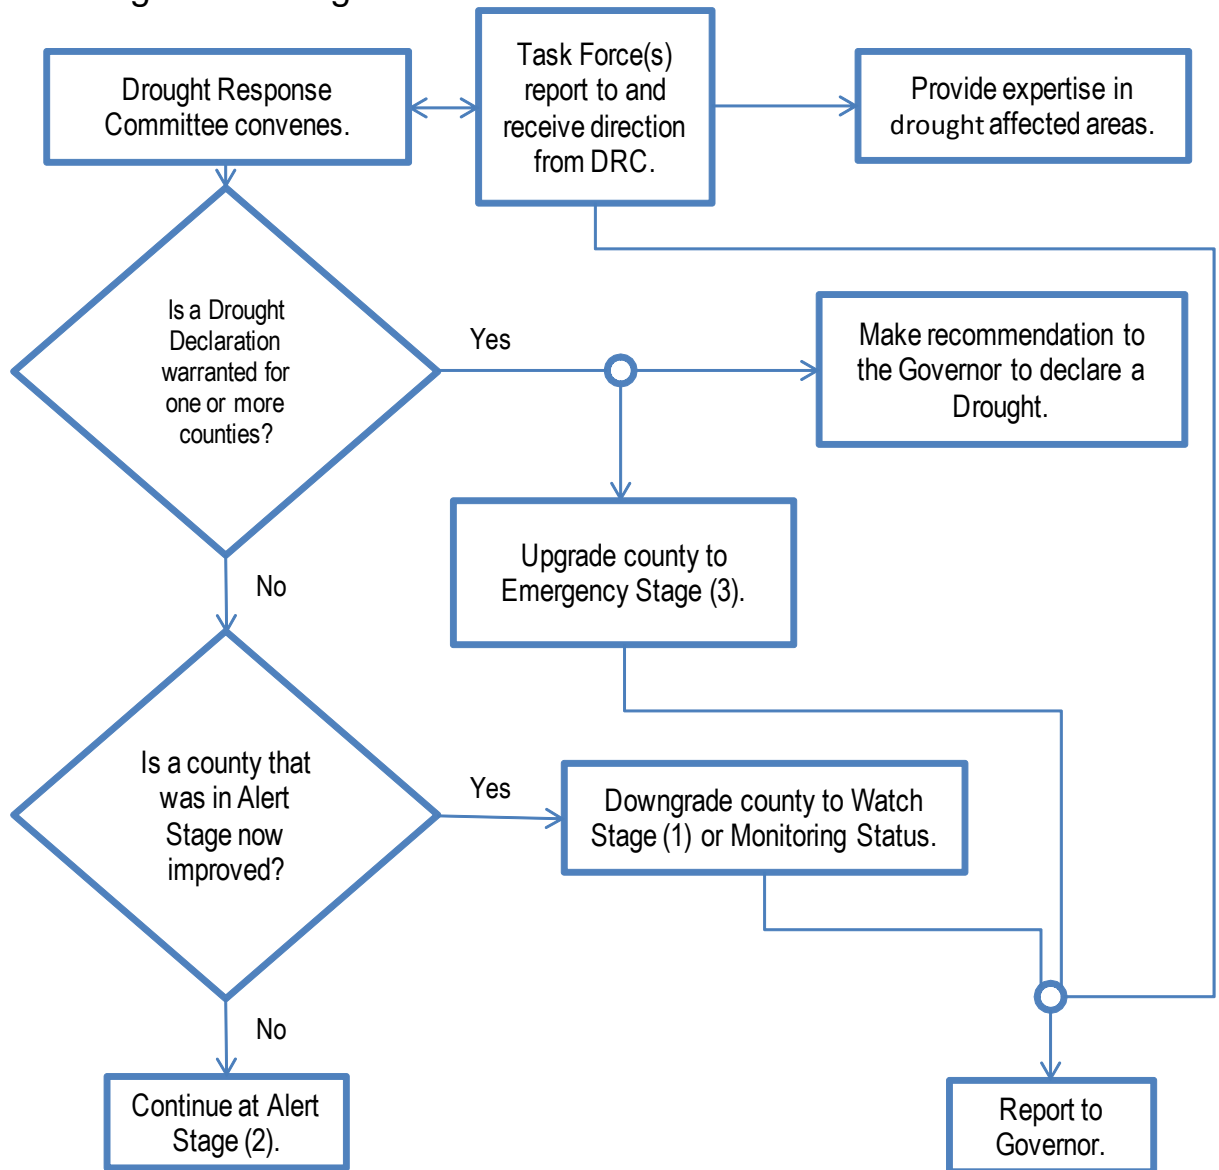 Drought Response
Committee convenes.
Task Force(s)
report to and
receive direction
from DRC.
Provide expertise in
drought affected areas.
Is a Drought
Declaration
warranted for
one or more
counties?
Yes
Make recommendation to
the Governor to declare a
Drought.
Upgrade county to
Emergency Stage (3).
No
Is a county that
was in Alert
Stage now
improved?
Yes
Downgrade county to Watch
Stage (1) or Monitoring Status.
No
Continue at Alert
Stage (2).
Report to
Governor.